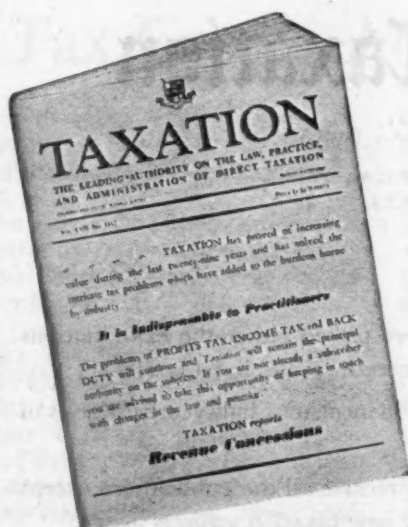 TAXATION
THE LEADING AUTHORITY ON THE LAW, PRACTICE,
AND ADMINISTRATION OF DIRECT TAXATION
TAXATION has proved of increasing
value during the last twenty-nine years and has solved the
intricate tax problems which have added to the burdens borne
by industry.
It is Indispensable to Practitioners
The problems of PROFITS TAX, INCOME TAX and BACK
DUTY will continue and Taxation will remain the principal
authority on the subjects. If you are not already a subscriber
you are advised to take this opportunity of keeping in touch
with changes in the law and practice.
TAXATION reports
Revenue Concessions